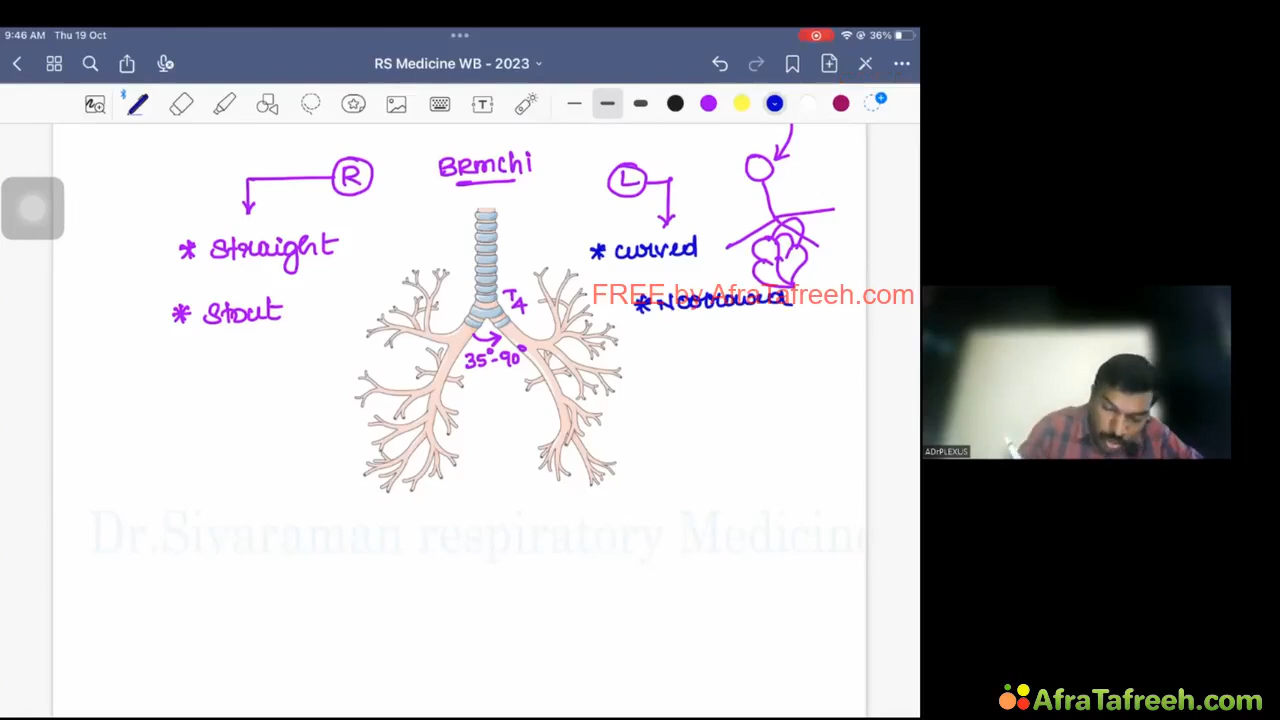 9:46 AM Thu 19 Oct
36%
RS Medicine WB - 2023
T
Bronchi
R
L
* Straight
* curved
* Stout
* Narrower
FREE by AfraTafreeh.com
T4
35°-90°
ADrPLEXUS
Dr.Sivaraman respiratory Medicine
AfraTafreeh.com